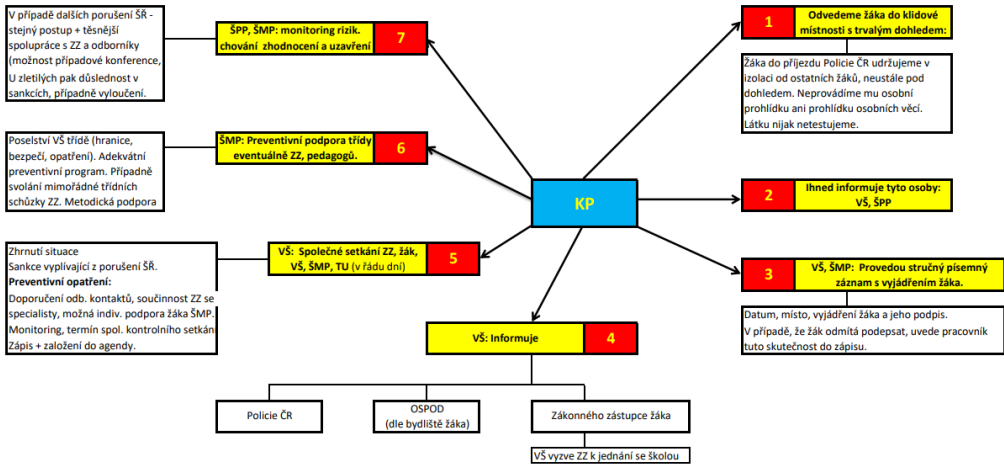 KP
1
Odvedeme žáka do klidové
místnosti s trvalým dohledem:
Žáka do příjezdu Policie ČR udržujeme v
izolaci od ostatních žáků, neustále pod
dohledem. Neprovádíme mu osobní
prohlídku ani prohlídku osobních věcí.
Látku nijak netestujeme.
2
Ihned informuje tyto osoby:
VŠ, ŠPP
3
VŠ, ŠMP: Provedou stručný písemný
záznam s vyjádřením žáka.
Datum, místo, vyjádření žáka a jeho podpis.
V případě, že žák odmítá podepsat, uvede pracovník
tuto skutečnost do zápisu.
VŠ: Informuje
4
Policie ČR
OSPOD
(dle bydliště žáka)
Zákonného zástupce žáka
VŠ vyzve ZZ k jednání se školou
VŠ: Společné setkání ZZ, žák,
VŠ, ŠMP, TU (v řádu dní)
5
Zhrnutí situace
Sankce vyplívající z porušení ŠŘ.
Preventivní opatření:
Doporučení odb. kontaktů, součinnost ZZ se
specialisty, možná indiv. podpora žáka ŠMP.
Monitoring, termín spol. kontrolního setkání
Zápis + založení do agendy.
ŠMP: Preventivní podpora třídy
eventuálně ZZ, pedagogů.
6
Poselství VŠ třídě (hranice,
bezpečí, opatření). Adekvátní
preventivní program. Případně
svolání mimořádné třídních
schůzky ZZ. Metodická podpora
ŠPP, ŠMP: monitoring rizik.
chování zhodnocení a uzavření
7
V případě dalších porušení ŠŘ -
stejný postup + těsnější
spolupráce s ZZ a odborníky
(možnost případové konference,
U zletilých pak důslednost v
sankcích, případně vyloučení.